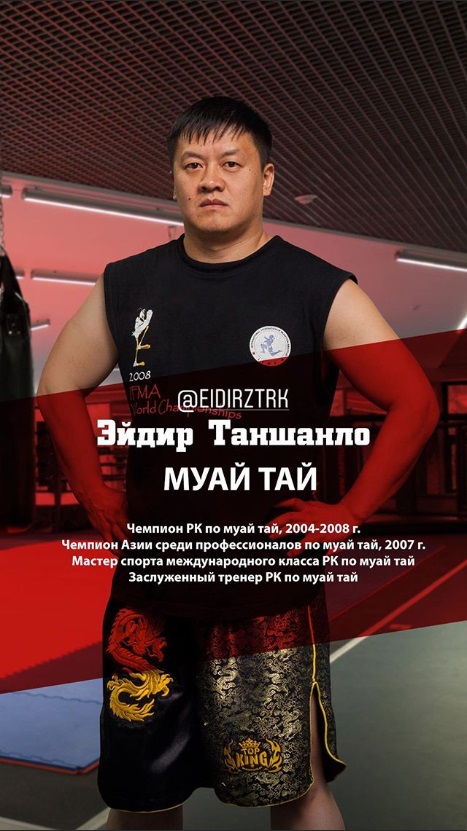 2008
IFMA
World Championships
@EIDIRZTRK
Эйдир Таншанло
МУАЙ ТАЙ
Чемпион РК по муай тай, 2004-2008 г.
Чемпион Азии среди профессионалов по муай тай, 2007 г.
Мастер спорта международного класса РК по муай тай
Заслуженный тренер РК по муай тай
TOP
KING